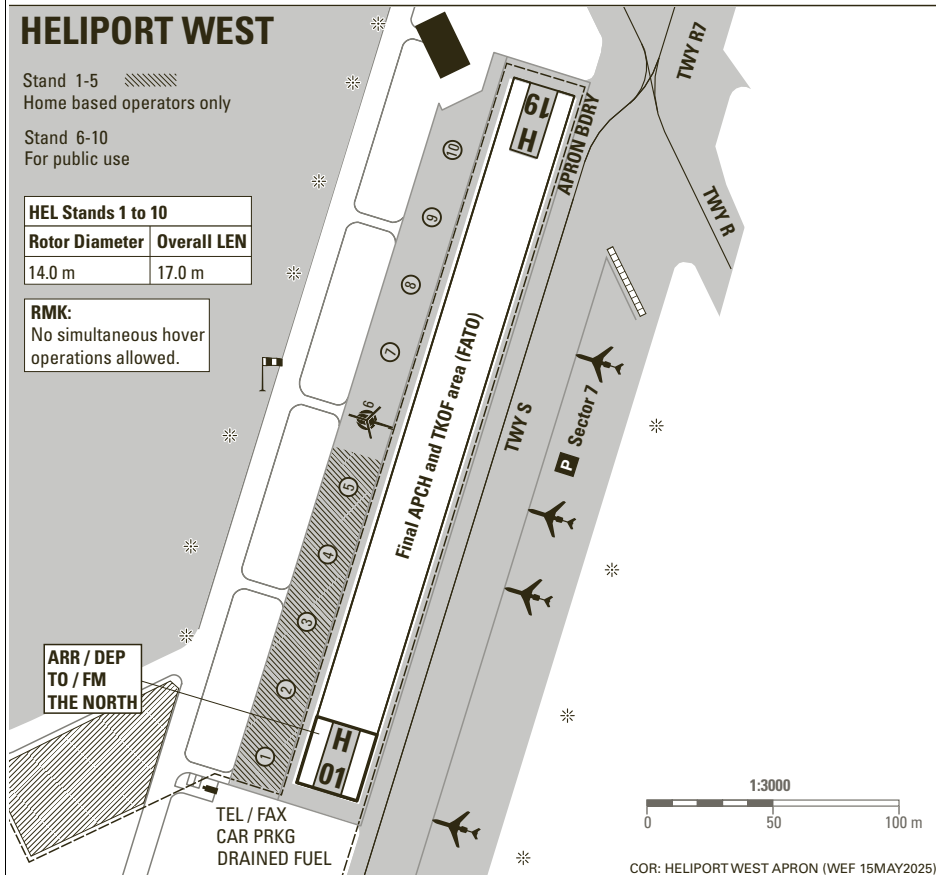 HELIPORT WEST
Stand 1-5
Home based operators only
Stand 6-10
For public use
HEL Stands 1 to 10
Rotor Diameter Overall LEN
14.0 m 17.0 m
RMK:
No simultaneous hover
operations allowed.
19
H
APRON BDRY
TWY R7
TWY R
10
9
8
7
6
5
4
3
2
1
Final APCH and TKOF area (FATO)
TWY S
P Sector 7
ARR / DEP
TO / FM
THE NORTH
H
01
TEL / FAX
CAR PRKG
DRAINED FUEL
1:3000
0 50 100 m
COR: HELIPORT WEST APRON (WEF 15MAY2025)